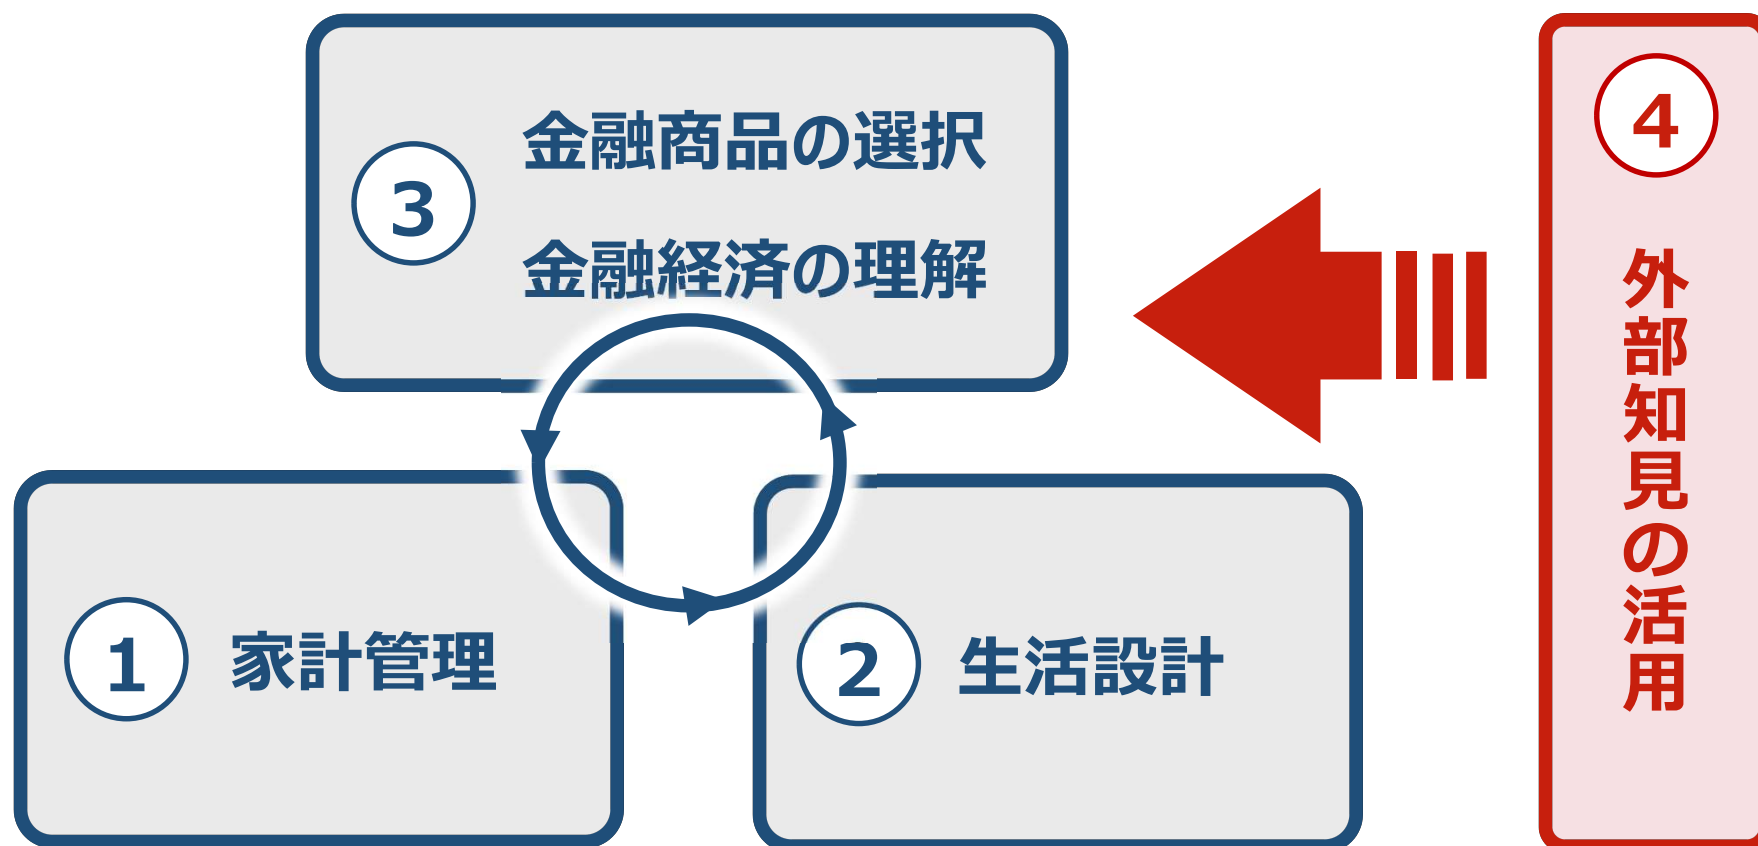 ③
金融商品の選択
金融経済の理解
① 家計管理
② 生活設計
④
外部知見の活用